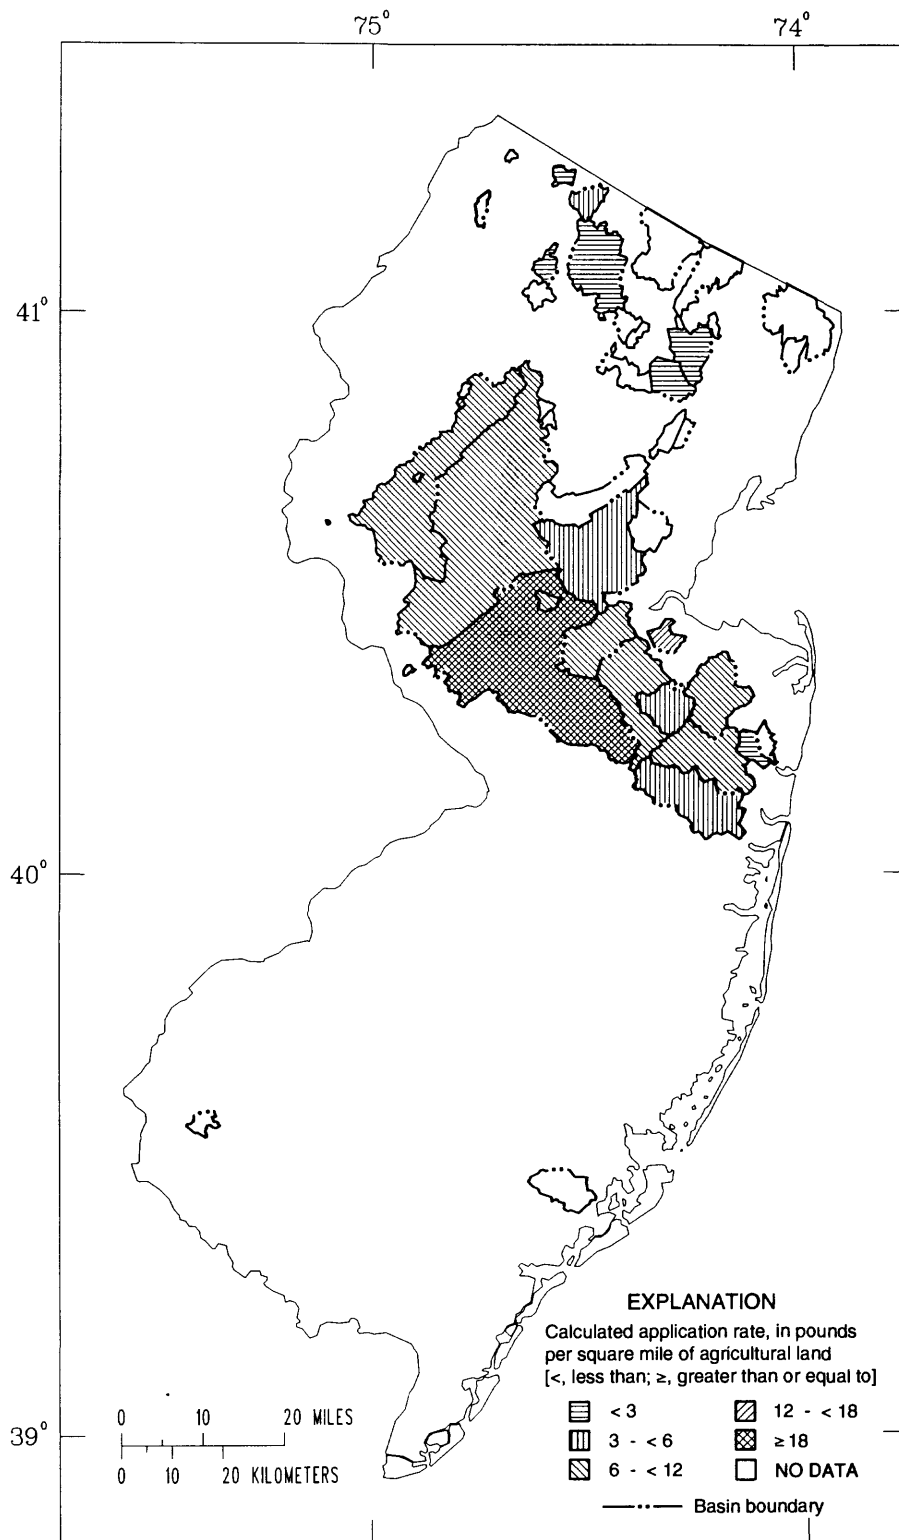 75° 74°
41°
40°
39°
EXPLANATION
Calculated application rate, in pounds
per square mile of agricultural land
[<, less than; ≥, greater than or equal to]
< 3 12 - < 18
3 - < 6 ≥ 18
6 - < 12 NO DATA
Basin boundary
0 10 20 MILES
0 10 20 KILOMETERS